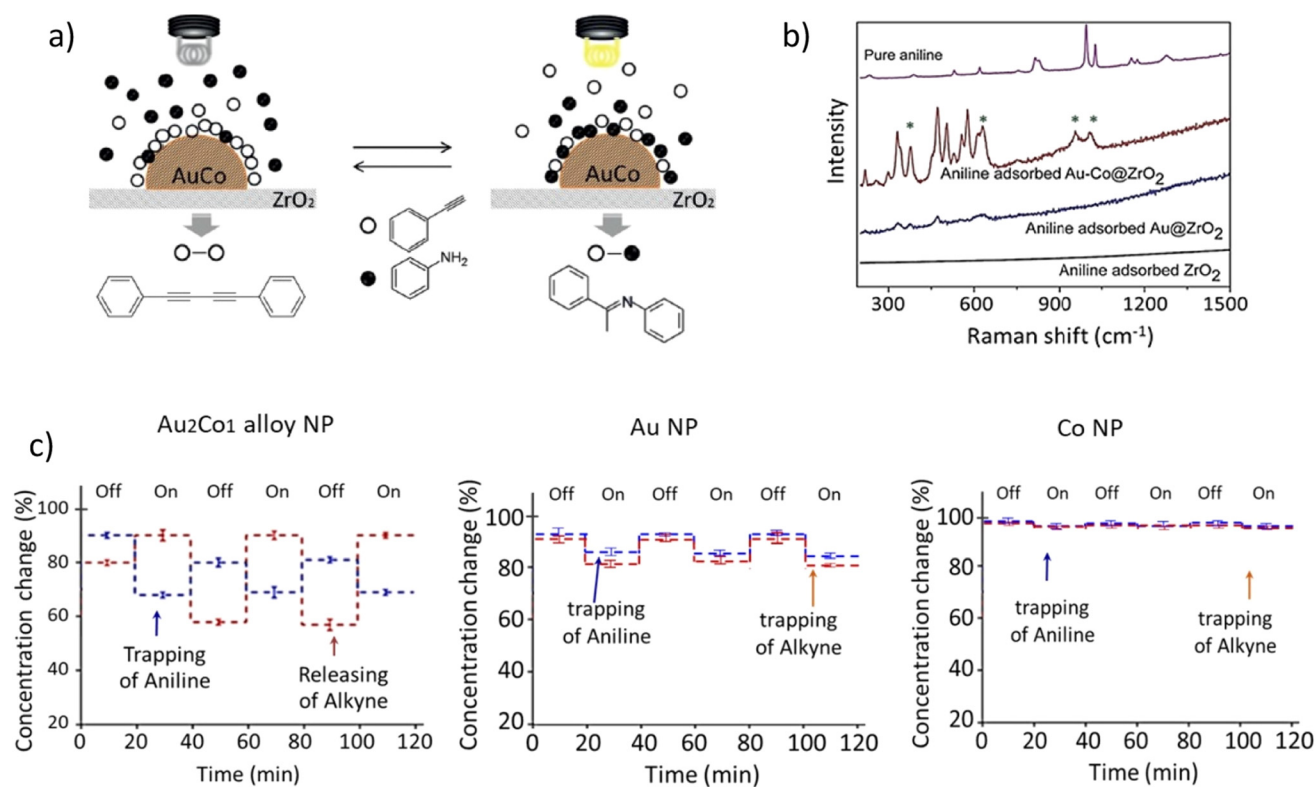 a)
AuCo
ZrO2
AuCo
ZrO2
NH2
N
b)
Pure aniline
Aniline adsorbed Au-Co@ZrO2
Aniline adsorbed Au@ZrO2
Aniline adsorbed ZrO2
Intensity
300 600 900 1200 1500
Raman shift (cm-1)
* * * *
c)
Au2Co1 alloy NP
Off On Off On Off On
Concentration change (%)
100
80
60
40
20
Trapping
of Aniline
Releasing
of Alkyne
0 20 40 60 80 100 120
Time (min)
Au NP
Off On Off On Off On
Concentration change (%)
100
80
60
40
20
trapping
of Aniline
trapping
of Alkyne
0 20 40 60 80 100 120
Time (min)
Co NP
Off On Off On Off On
Concentration change (%)
100
80
60
40
20
trapping
of Aniline
trapping
of Alkyne
0 20 40 60 80 100 120
Time (min)